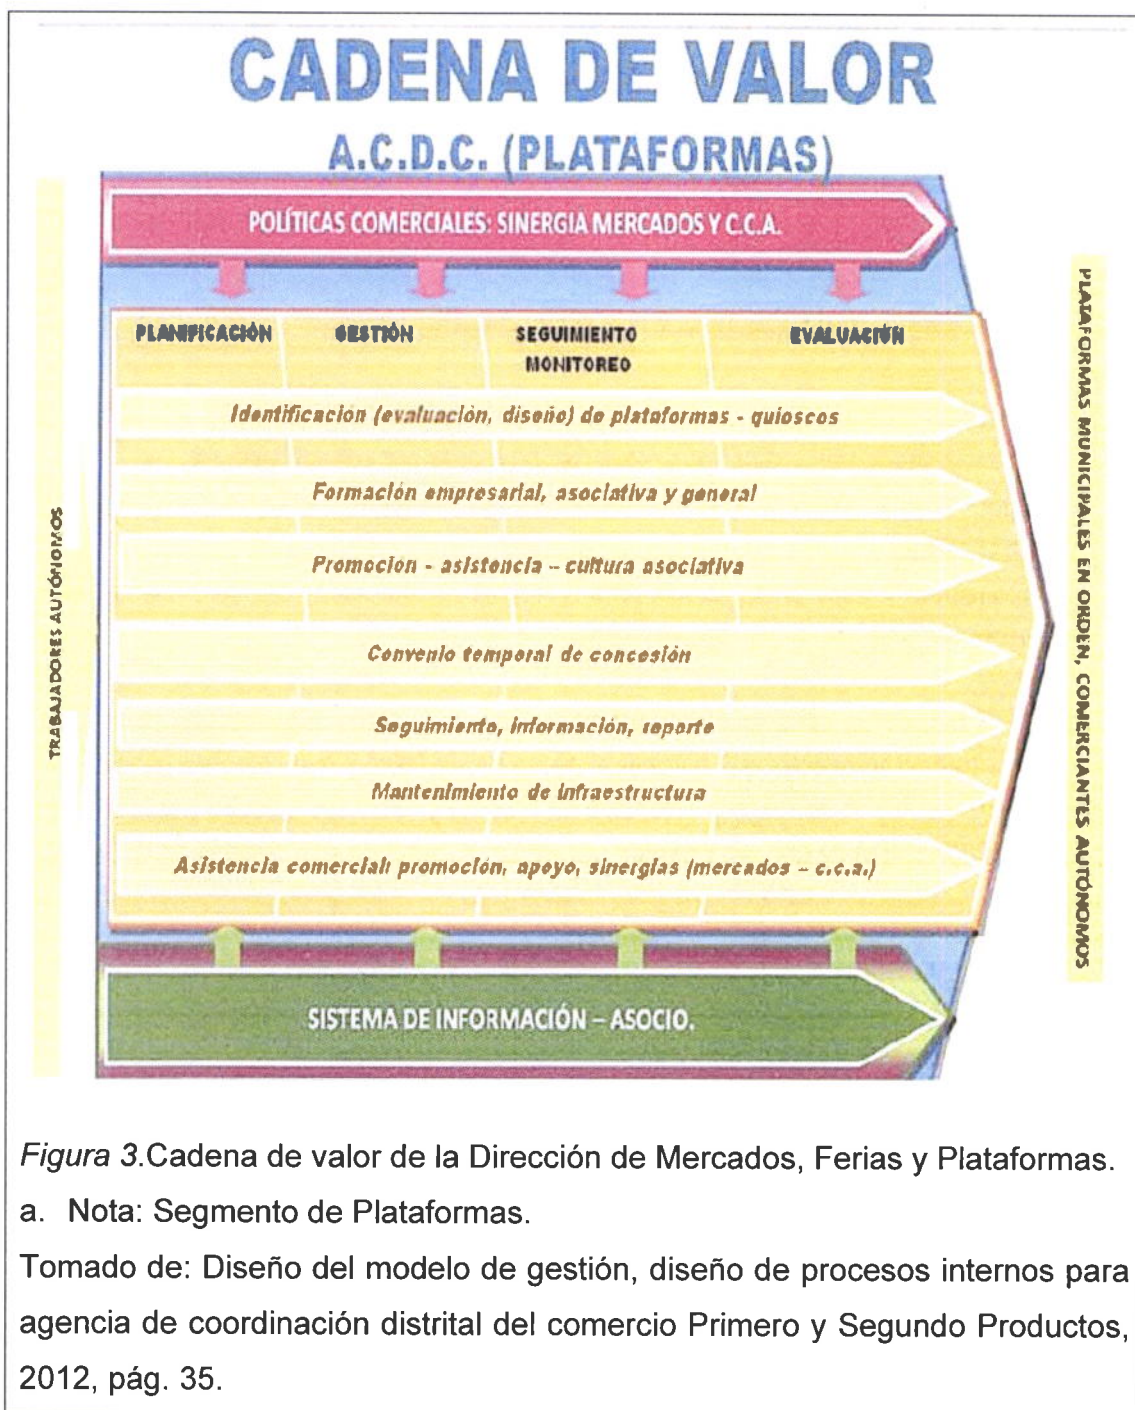 CADENA DE VALOR
A.C.D.C. (PLATAFORMAS)
POLÍTICAS COMERCIALES: SINERGIA MERCADOS Y C.C.A.
PLANIFICACIÓN
GESTIÓN
SEGUIMIENTO
MONITOREO
EVALUACIÓN
Identificación (evaluación, diseño) de plataformas - quioscos
Formación empresarial, asociativa y general
Promoción - asistencia – cultura asociativa
Convenio temporal de concesión
Seguimiento, información, reporte
Mantenimiento de infraestructura
Asistencia comercial: promoción, apoyo, sinergias (mercados – c.c.a.)
SISTEMA DE INFORMACIÓN – ASOCIO.
TRABAJADORES AUTÓNOMOS
PLATAFORMAS MUNICIPALES EN ORDEN, COMERCIANTES AUTÓNOMOS
Figura 3.Cadena de valor de la Dirección de Mercados, Ferias y Plataformas.
a. Nota: Segmento de Plataformas.
Tomado de: Diseño del modelo de gestión, diseño de procesos internos para
agencia de coordinación distrital del comercio Primero y Segundo Productos,
2012, pág. 35.